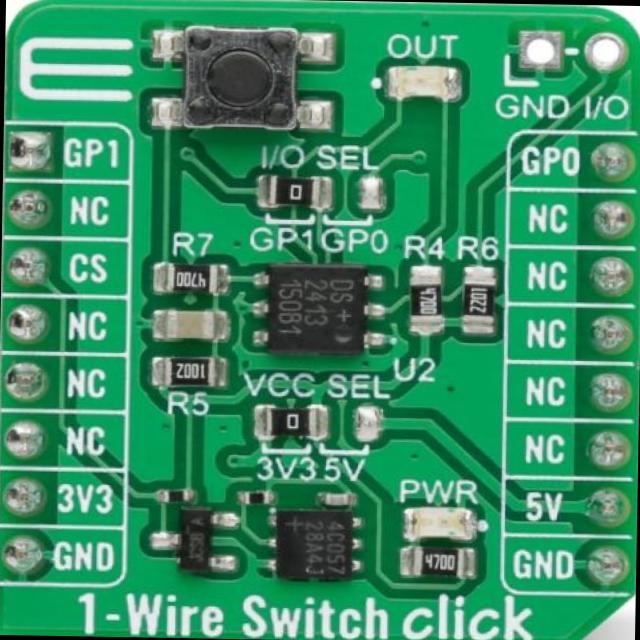 OUT
GND I/O
GP1
I/O SEL
GP0
NC
0
NC
GP1 GP0
CS
R7
R4 R6
NC
4700
DS +
2413
150B1
4700
1022
NC
NC
NC
1002
U2
NC
R5
VCC SEL
NC
0
NC
3V3 5V
3V3
PWR
5V
4C057
28A43
GND
4700
GND
1-Wire Switch click